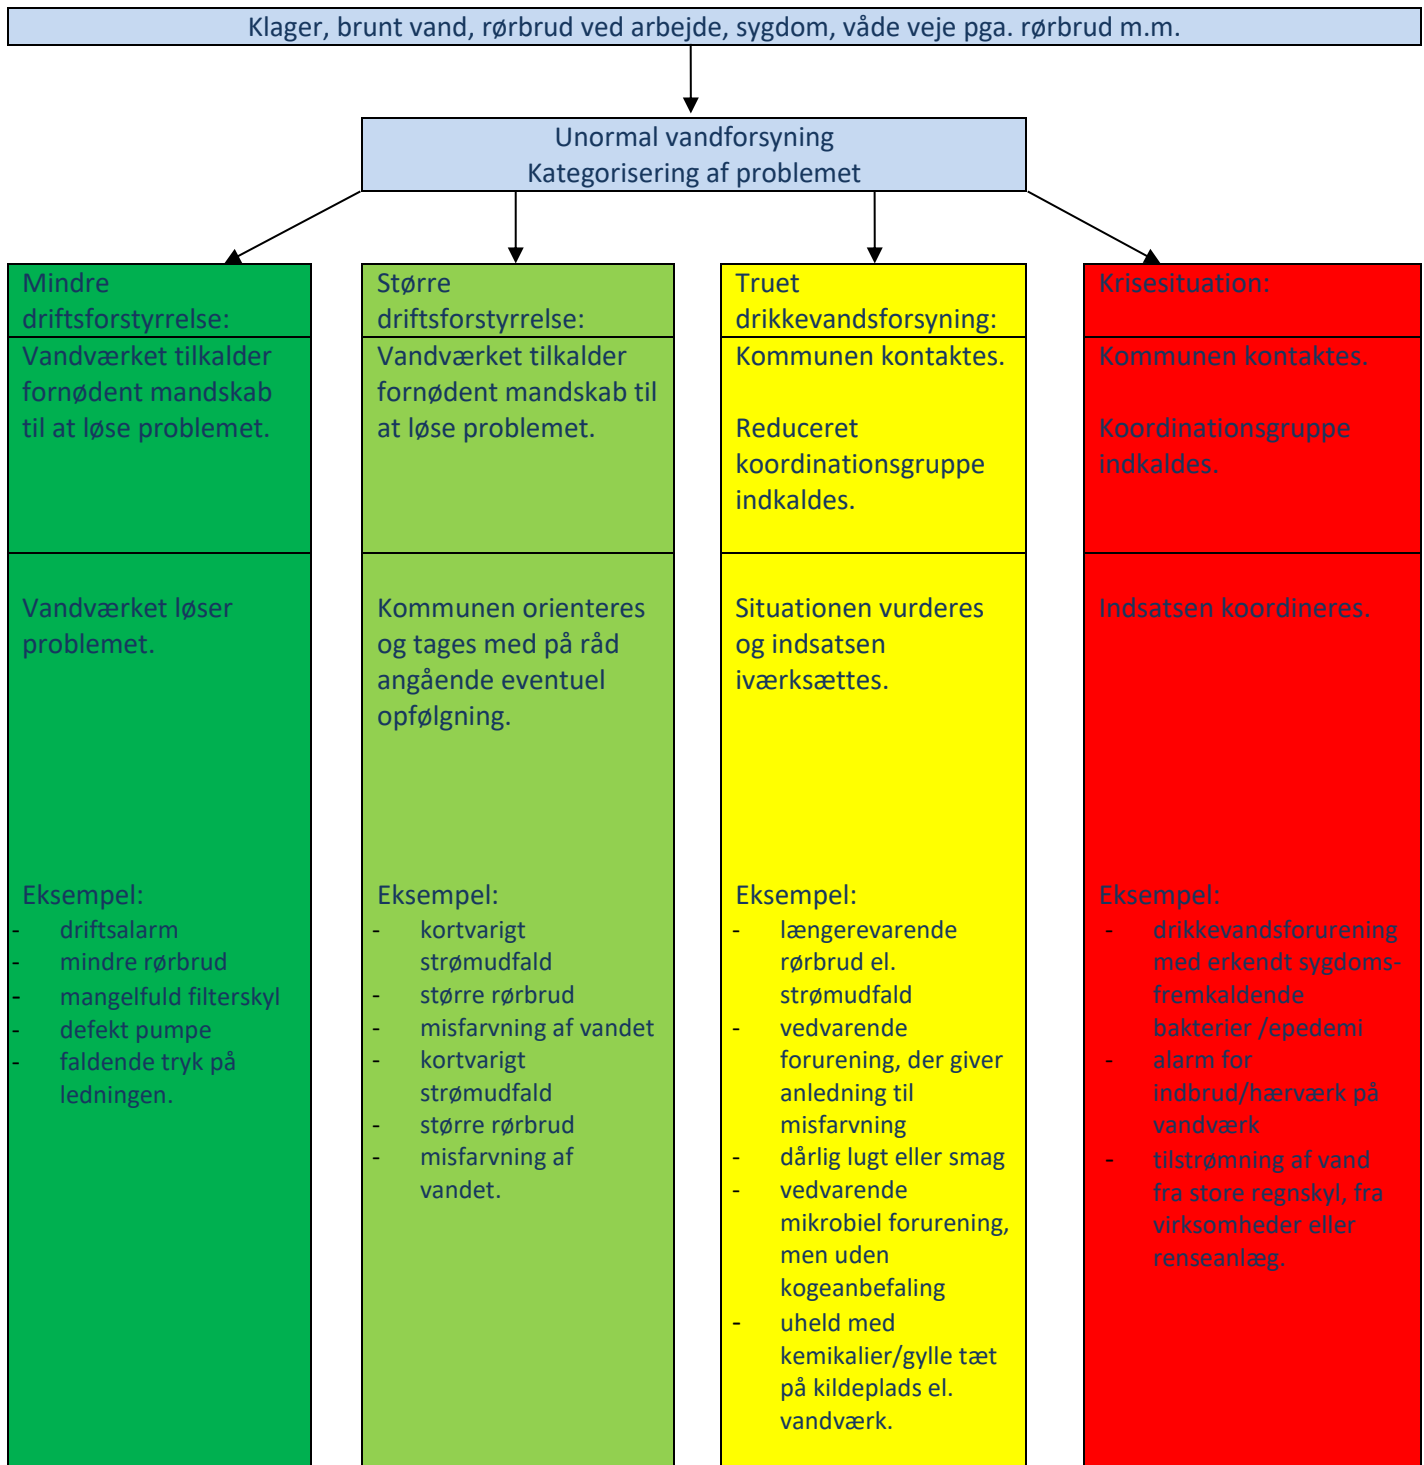 Klager, brunt vand, rørbrud ved arbejde, sygdom, våde veje pga. rørbrud m.m.
Unormal vandforsyning
Kategorisering af problemet
Mindre
driftsforstyrrelse:
Vandværket tilkalder
fornødent mandskab
til at løse problemet.
Vandværket løser
problemet.
Eksempel:
- driftsalarm
- mindre rørbrud
- mangelfuld filterskyl
- defekt pumpe
- faldende tryk på
ledningen.
Større
driftsforstyrrelse:
Vandværket tilkalder
fornødent mandskab til
at løse problemet.
Kommunen orienteres
og tages med på råd
angående eventuel
opfølgning.
Eksempel:
- kortvarigt
strømudfald
- større rørbrud
- misfarvning af vandet
- kortvarigt
strømudfald
- større rørbrud
- misfarvning af
vandet.
Truet
drikkevandsforsyning:
Kommunen kontaktes.
Reduceret
koordinationsgruppe
indkaldes.
Situationen vurderes
og indsatsen
iværksættes.
Eksempel:
- længerevarende
rørbrud el.
strømudfald
- vedvarende
forurening, der giver
anledning til
misfarvning
- dårlig lugt eller smag
- vedvarende
mikrobiel forurening,
men uden
kogeanbefaling
- uheld med
kemikalier/gylle tæt
på kildeplads el.
vandværk.
Krisesituation:
Kommunen kontaktes.
Koordinationsgruppe
indkaldes.
Indsatsen koordineres.
Eksempel:
- drikkevandsforurening
med erkendt sygdoms-
fremkaldende
bakterier /epedemi
- alarm for
indbrud/hærværk på
vandværk
- tilstrømning af vand
fra store regnskyl, fra
virksomheder eller
renseanlæg.